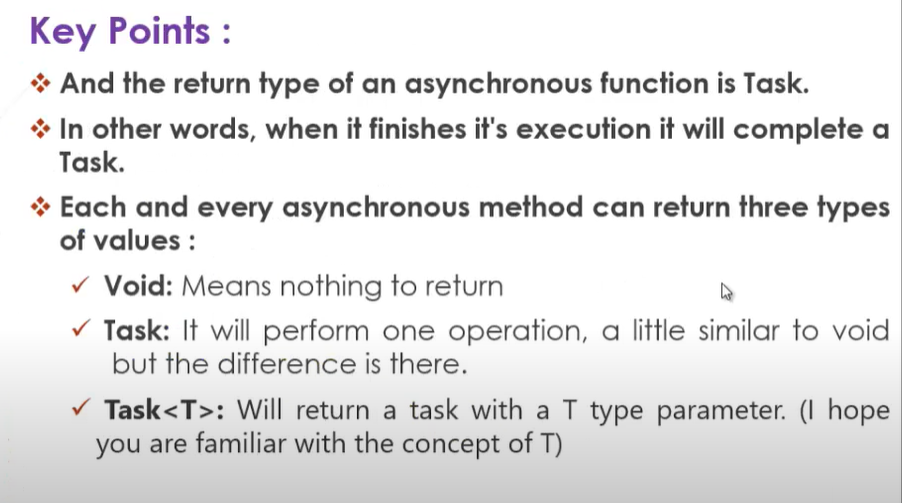 Key Points :
And the return type of an asynchronous function is Task.
In other words, when it finishes it's execution it will complete a
Task.
Each and every asynchronous method can return three types
of values :
Void: Means nothing to return
Task: It will perform one operation, a little similar to void
but the difference is there.
Task<T>: Will return a task with a T type parameter. (I hope
you are familiar with the concept of T)